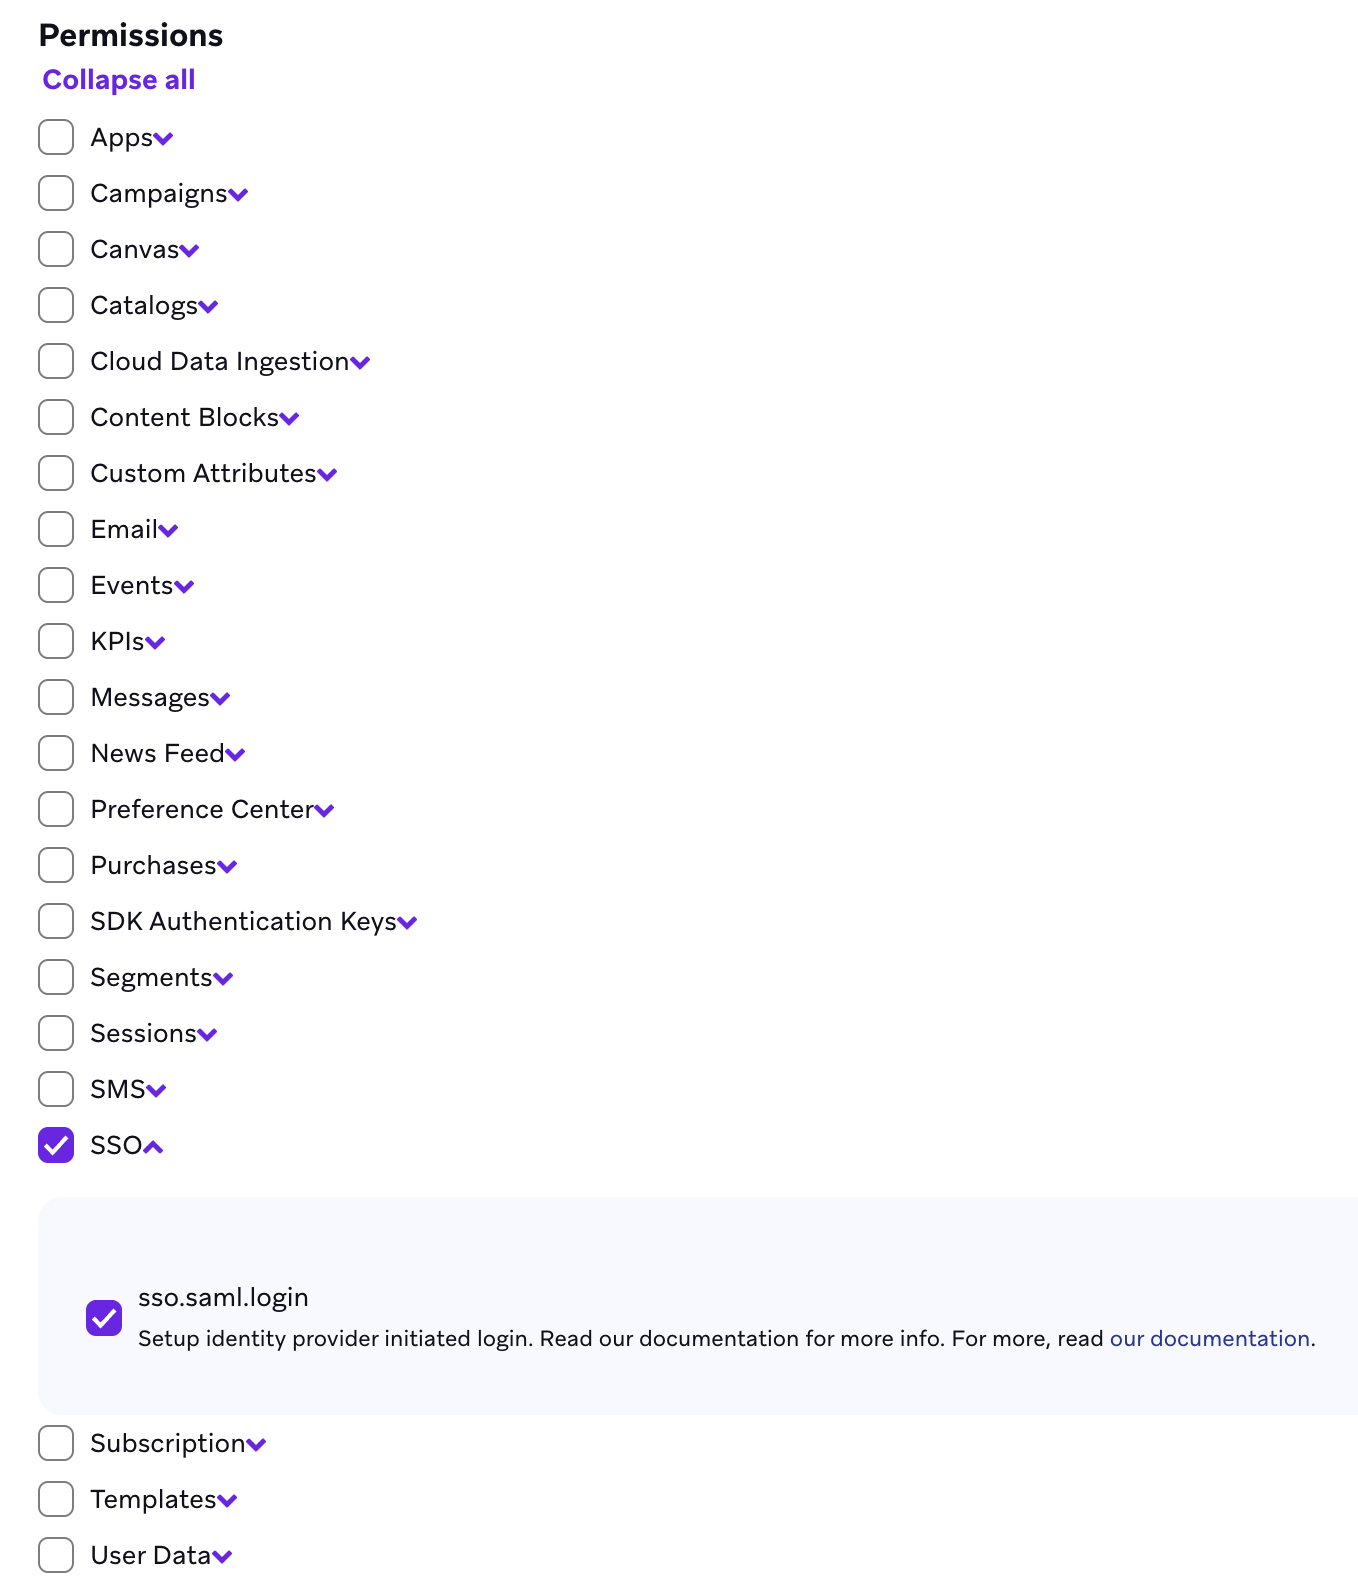 Permissions
Collapse all
Apps
Campaigns
Canvas
Catalogs
Cloud Data Ingestion
Content Blocks
Custom Attributes
Email
Events
KPIs
Messages
News Feed
Preference Center
Purchases
SDK Authentication Keys
Segments
Sessions
SMS
SSO
sso.saml.login
Setup identity provider initiated login. Read our documentation for more info. For more, read our documentation.
Subscription
Templates
User Data